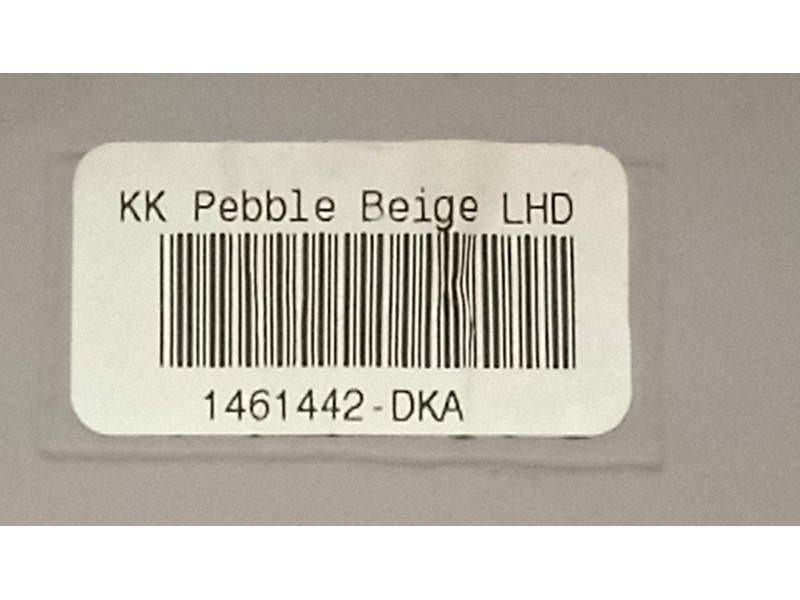 KK Pebble Beige LHD
1461442-DKA